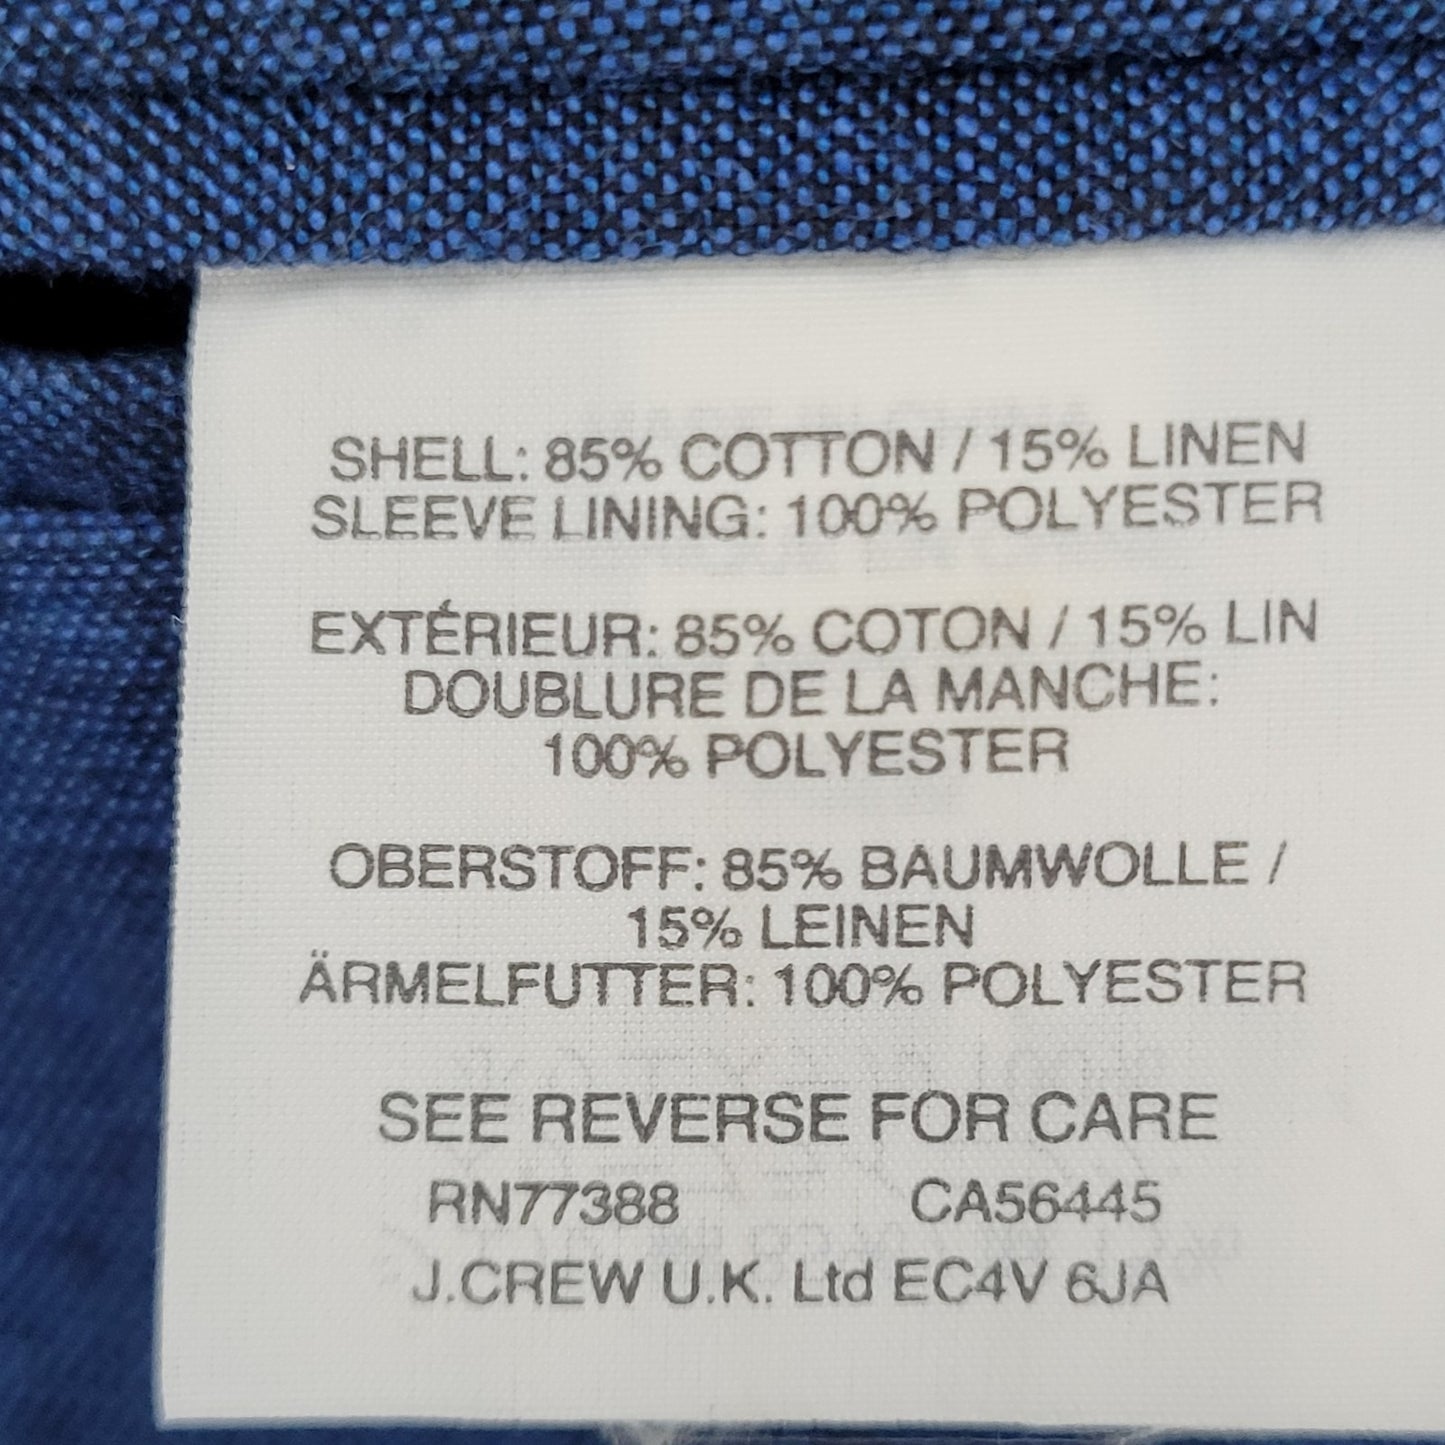 SHELL: 85% COTTON / 15% LINEN
SLEEVE LINING: 100% POLYESTER
EXTÉRIEUR: 85% COTON / 15% LIN
DOUBLURE DE LA MANCHE:
100% POLYESTER
OBERSTOFF: 85% BAUMWOLLE /
15% LEINEN
ÄRMELFUTTER: 100% POLYESTER
SEE REVERSE FOR CARE
RN77388 CA56445
J.CREW U.K. Ltd EC4V 6JA